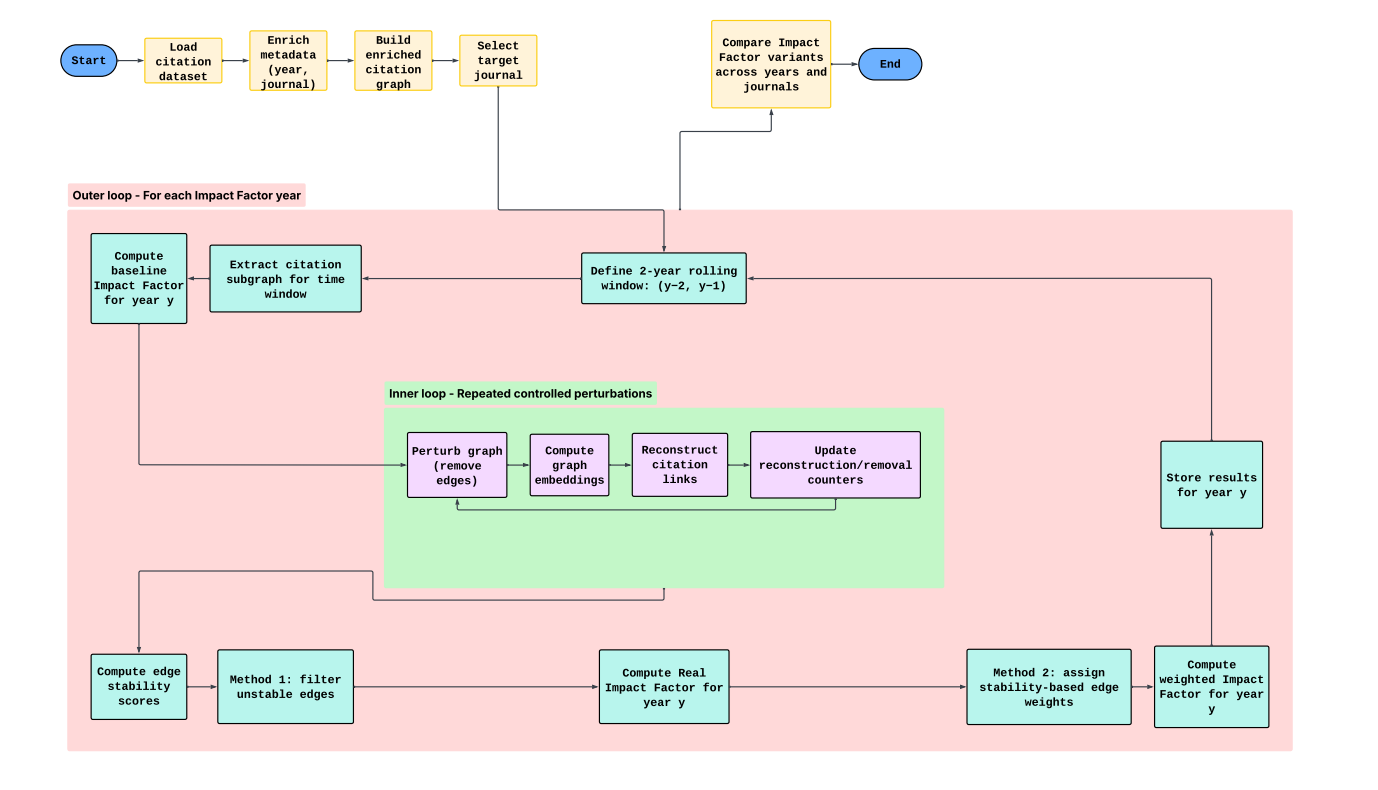 Start
Load
citation
dataset
Enrich
metadata
(year,
journal)
Build
enriched
citation
graph
Select
target
journal
Compare Impact
Factor variants
across years and
journals
End
Outer loop - For each Impact Factor year
Compute
baseline
Impact Factor
for year y
Extract citation
subgraph for time
window
Define 2-year rolling
window: (y−2, y−1)
Inner loop - Repeated controlled perturbations
Perturb graph
(remove
edges)
Compute
graph
embeddings
Reconstruct
citation
links
Update
reconstruction/removal
counters
Store results
for year y
Compute edge
stability
scores
Method 1: filter
unstable edges
Compute Real
Impact Factor for
year y
Method 2: assign
stability-based edge
weights
Compute
weighted Impact
Factor for year
y